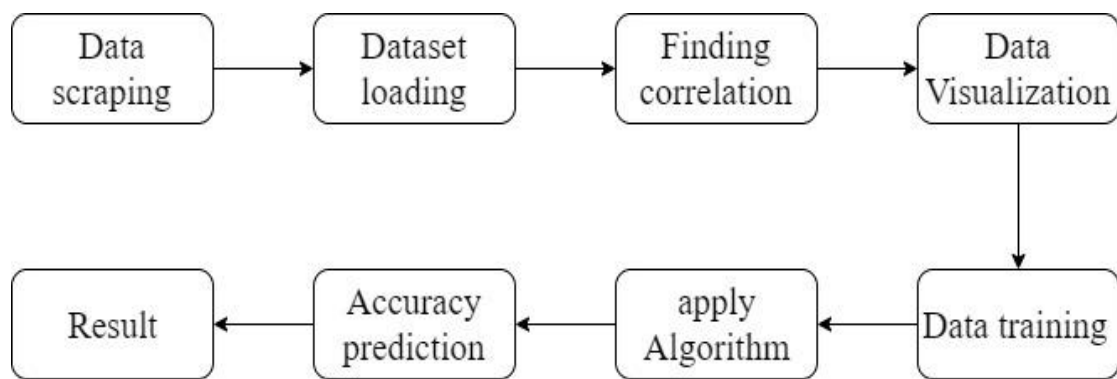 Data
scraping
Dataset
loading
Finding
correlation
Data
Visualization
Data training
apply
Algorithm
Accuracy
prediction
Result